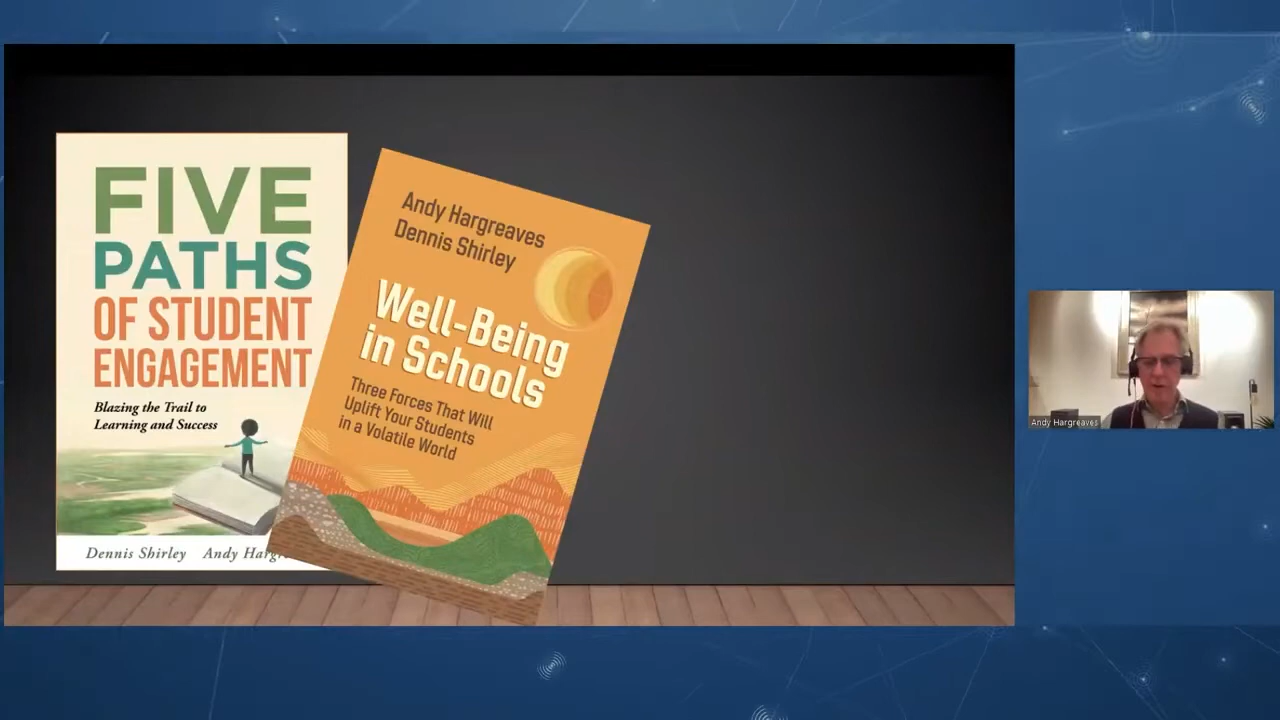 FIVE
PATHS
OF STUDENT
ENGAGEMENT
Blazing the Trail to
Learning and Success
Dennis Shirley Andy
Andy Hargreaves
Dennis Shirley
Well-Being
in Schools
Three Forces That Will
Uplift Your Students
in a Volatile World
Andy Hargreaves